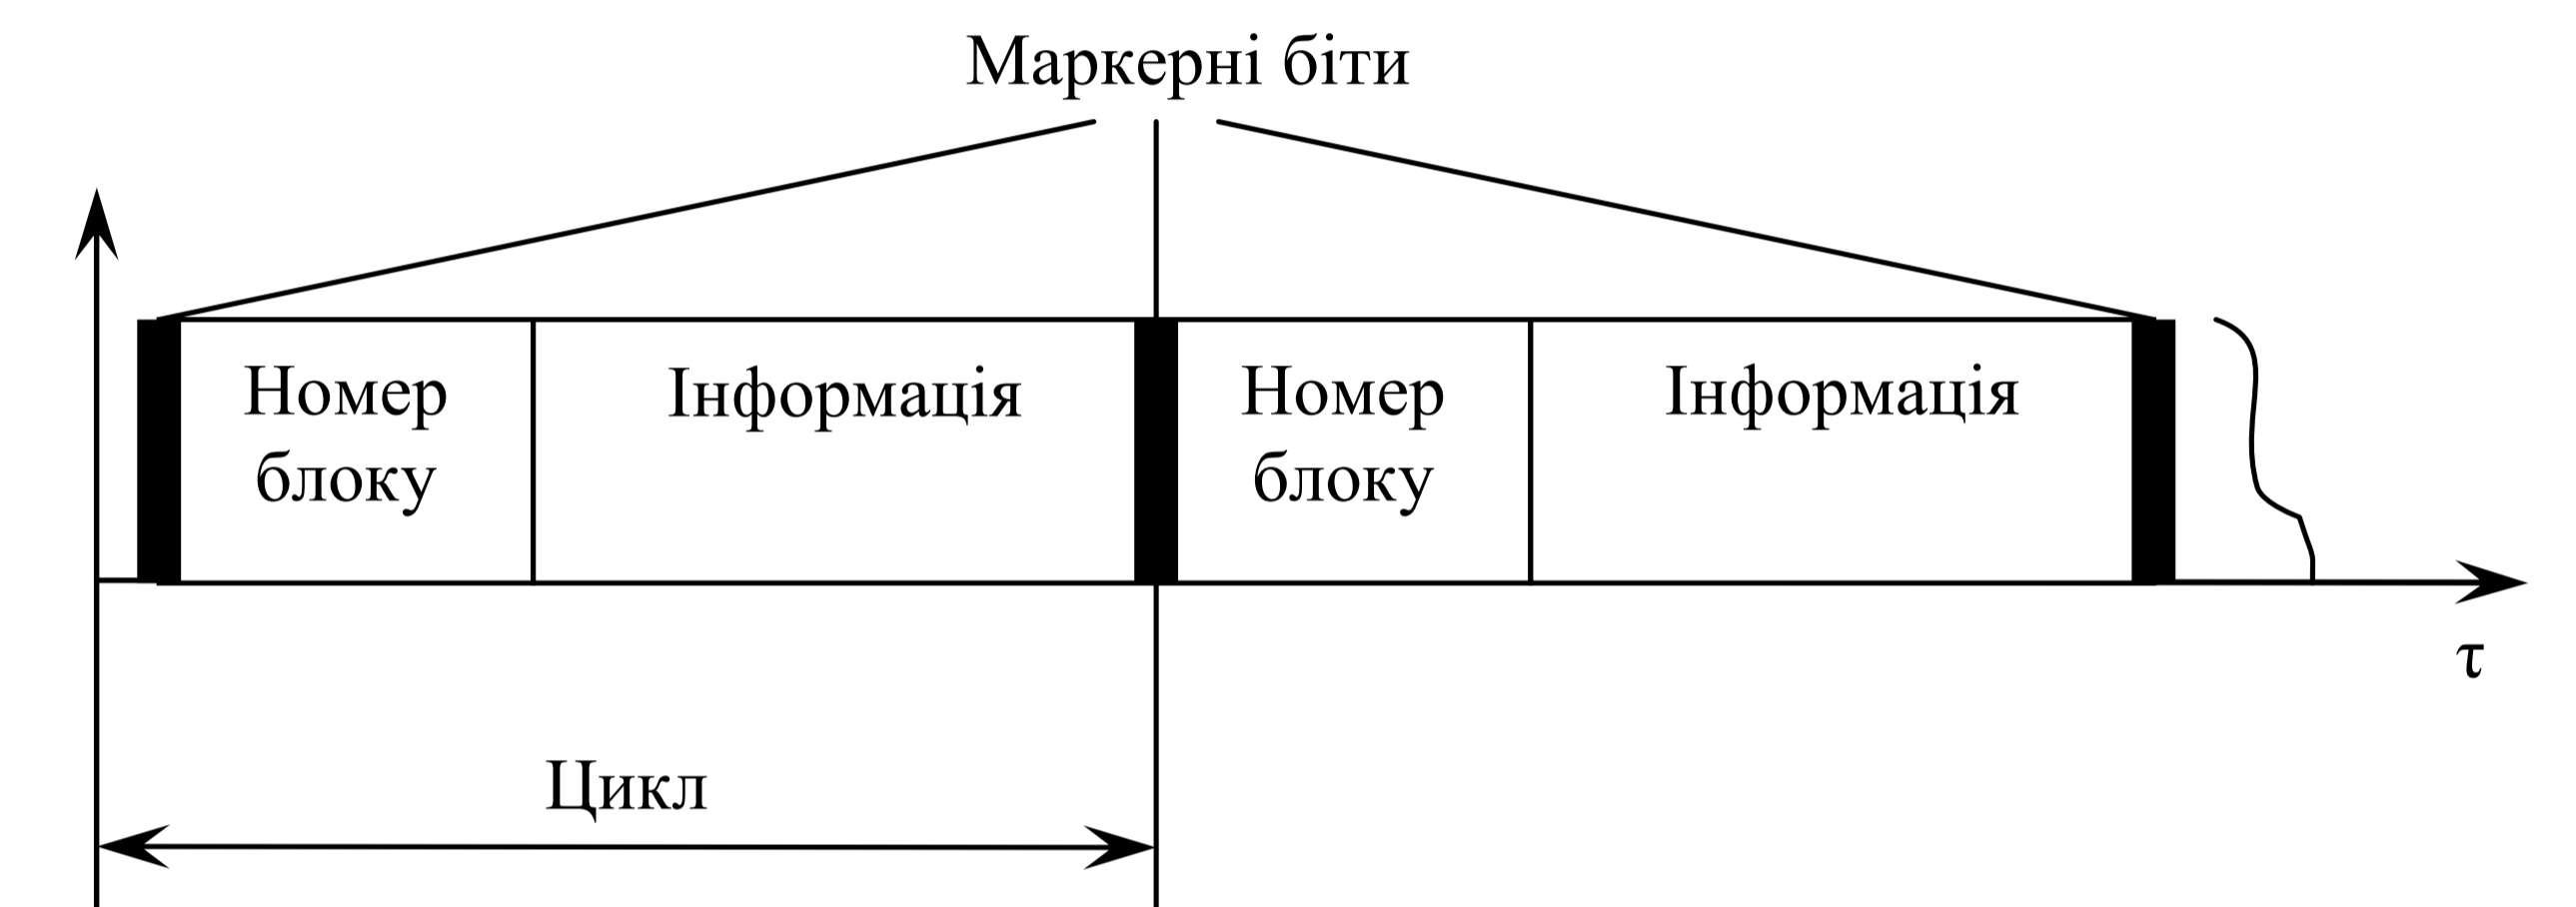 Маркерні біти
Номер
блоку
Інформація
Номер
блоку
Інформація
τ
Цикл